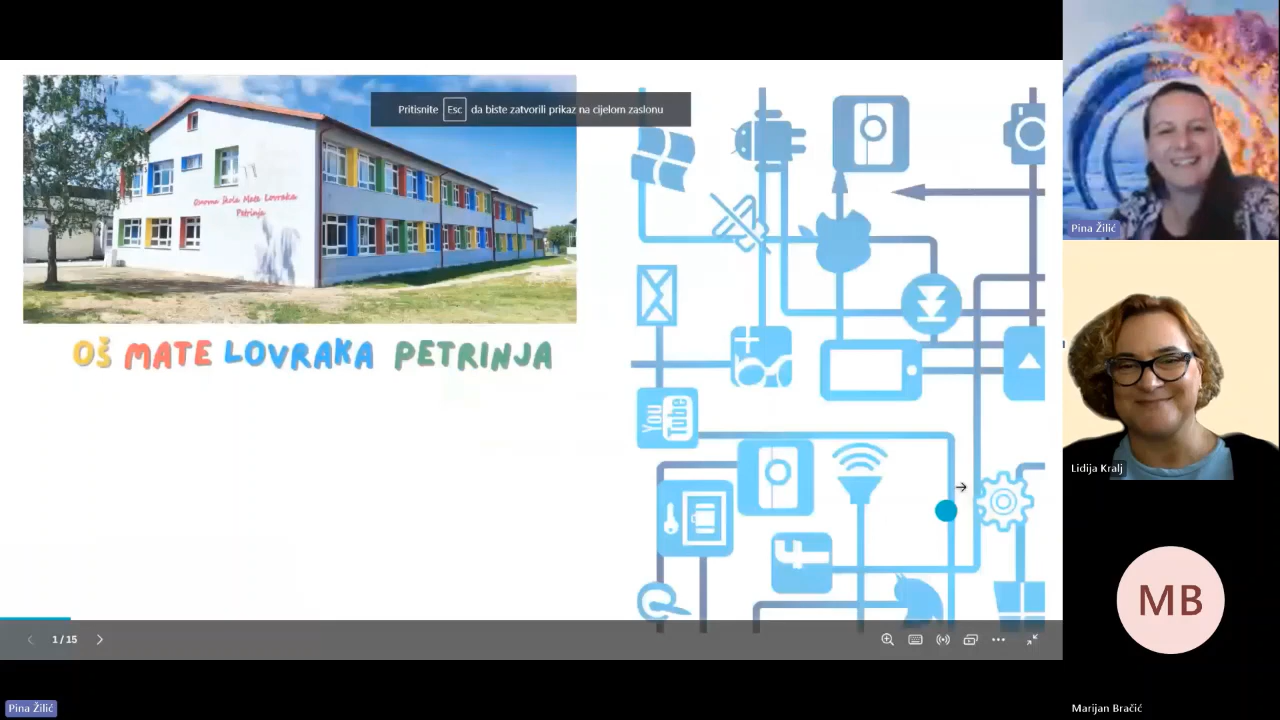 Pritisnite Esc da biste zatvorili prikaz na cijelom zaslonu
Osnovna škola Mate Lovraka
Petrinja
OŠ MATE LOVRAKA PETRINJA
You
Tube
1 / 15
Pina Žilić
Pina Žilić
Lidija Kralj
MB
Marijan Bračić